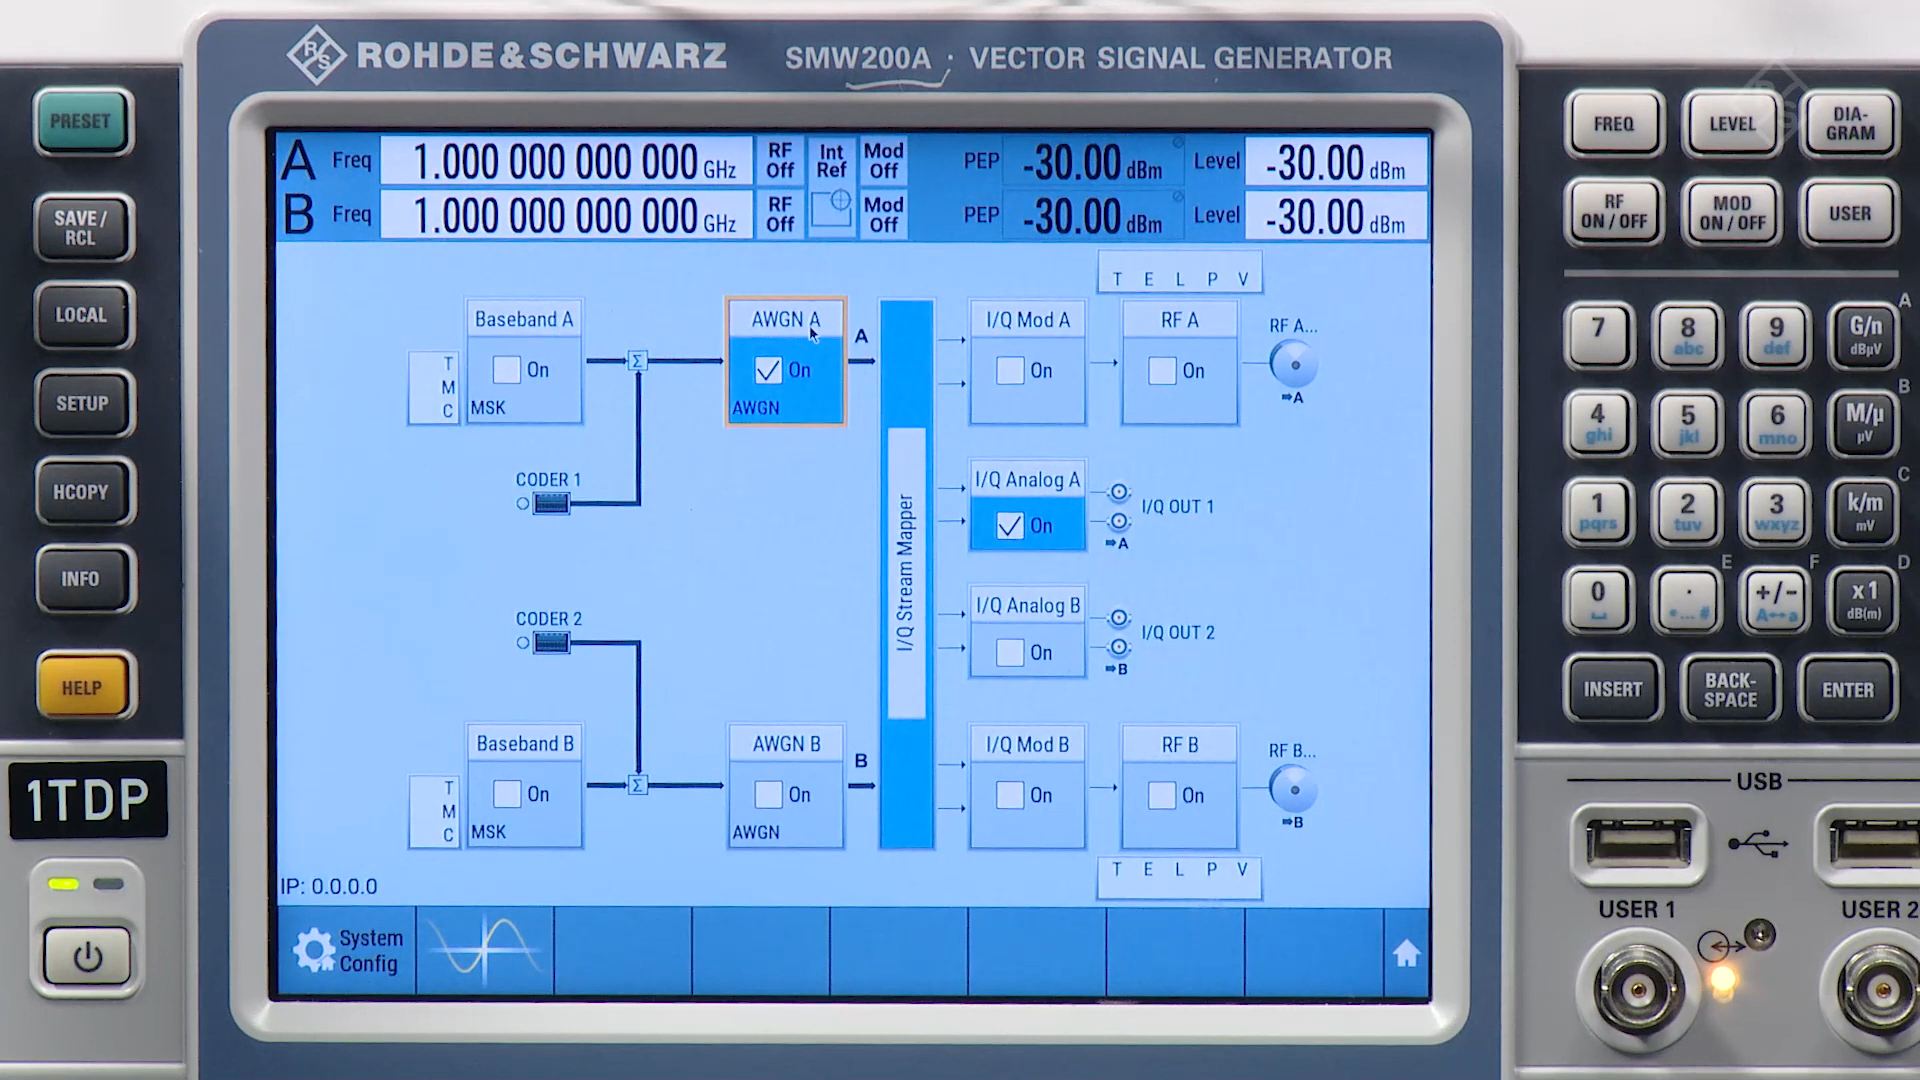 R/S ROHDE&SCHWARZ SMW200A · VECTOR SIGNAL GENERATOR
PRESET
SAVE /
RCL
LOCAL
SETUP
HCOPY
INFO
HELP
1TDP
A Freq 1.000 000 000 000 GHz RF Off Int Ref Mod Off PEP -30.00 dBm Level -30.00 dBm
B Freq 1.000 000 000 000 GHz RF Off Mod Off PEP -30.00 dBm Level -30.00 dBm
T E L P V
Baseband A
On
MSK
T
M
C
Σ
AWGN A
On
AWGN
A
I/Q Mod A
On
RF A
On
RF A...
⇒A
CODER 1
I/Q Stream Mapper
I/Q Analog A
On
I/Q OUT 1
⇒A
CODER 2
I/Q Analog B
On
I/Q OUT 2
⇒B
Baseband B
On
MSK
T
M
C
Σ
AWGN B
On
AWGN
B
I/Q Mod B
On
RF B
On
RF B...
⇒B
T E L P V
IP: 0.0.0.0
System
Config
FREQ
LEVEL
DIA-
GRAM
RF
ON / OFF
MOD
ON / OFF
USER
7
8
abc
9
def
A
G/n
dBµV
4
ghi
5
jkl
6
mno
B
M/µ
µV
1
pqrs
2
tuv
3
wxyz
C
k/m
mV
0
.
*...#
E
+/-
A↔a
F
D
x1
dB(m)
INSERT
BACK-
SPACE
ENTER
USB
USER 1
USER 2